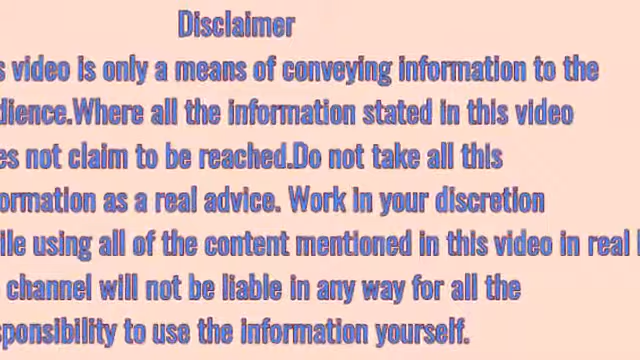 Disclaimer
s video is only a means of conveying information to the
dience.Where all the information stated in this video
es not claim to be reached.Do not take all this
ormation as a real advice. Work in your discretion
ile using all of the content mentioned in this video in real l
channel will not be liable in any way for all the
sponsibility to use the information yourself.